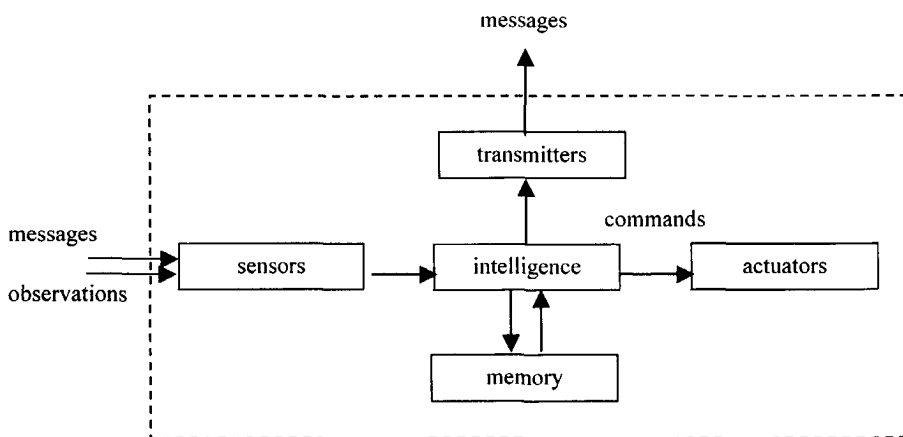 messages
transmitters
commands
messages
sensors
intelligence
actuators
observations
memory